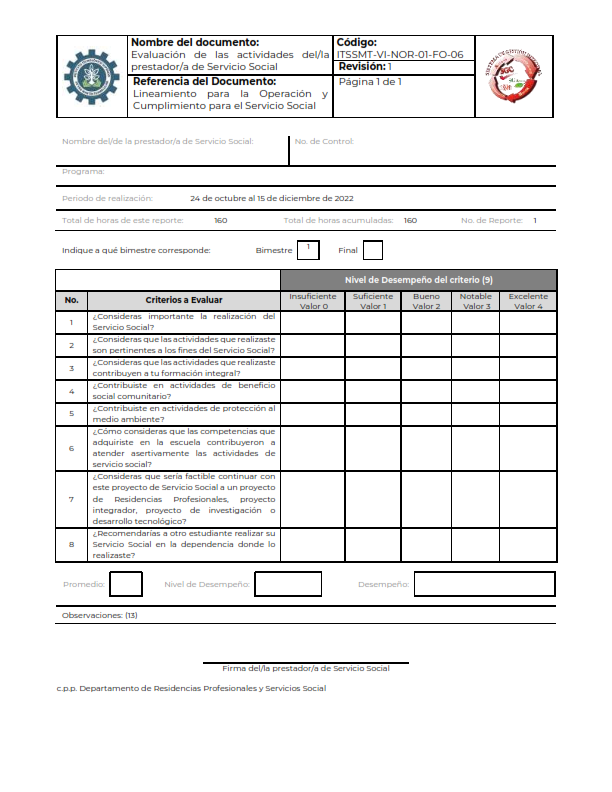 Nombre del documento:
Evaluación de las actividades del/la
prestador/a de Servicio Social
Código:
ITSSMT-VI-NOR-01-FO-06
Revisión: 1
Referencia del Documento:
Lineamiento para la Operación y
Cumplimiento para el Servicio Social
Página 1 de 1
Nombre del/de la prestador/a de Servicio Social:
No. de Control:
Programa:
Periodo de realización: 24 de octubre al 15 de diciembre de 2022
Total de horas de este reporte: 160 Total de horas acumuladas: 160 No. de Reporte: 1
Indique a qué bimestre corresponde: Bimestre 1 Final
Nivel de Desempeño del criterio (9)
No. Criterios a Evaluar
Insuficiente Valor 0
Suficiente Valor 1
Bueno Valor 2
Notable Valor 3
Excelente Valor 4
1
¿Consideras importante la realización del
Servicio Social?
2
¿Consideras que las actividades que realizaste
son pertinentes a los fines del Servicio Social?
3
¿Consideras que las actividades que realizaste
contribuyen a tu formación integral?
4
¿Contribuiste en actividades de beneficio
social comunitario?
5
¿Contribuiste en actividades de protección al
medio ambiente?
6
¿Cómo consideras que las competencias que
adquiriste en la escuela contribuyeron a
atender asertivamente las actividades de
servicio social?
7
¿Consideras que sería factible continuar con
este proyecto de Servicio Social a un proyecto
de Residencias Profesionales, proyecto
integrador, proyecto de investigación o
desarrollo tecnológico?
8
¿Recomendarías a otro estudiante realizar su
Servicio Social en la dependencia donde lo
realizaste?
Promedio: Nivel de Desempeño: Desempeño:
Observaciones: (13)
Firma del/la prestador/a de Servicio Social
c.p.p. Departamento de Residencias Profesionales y Servicios Social